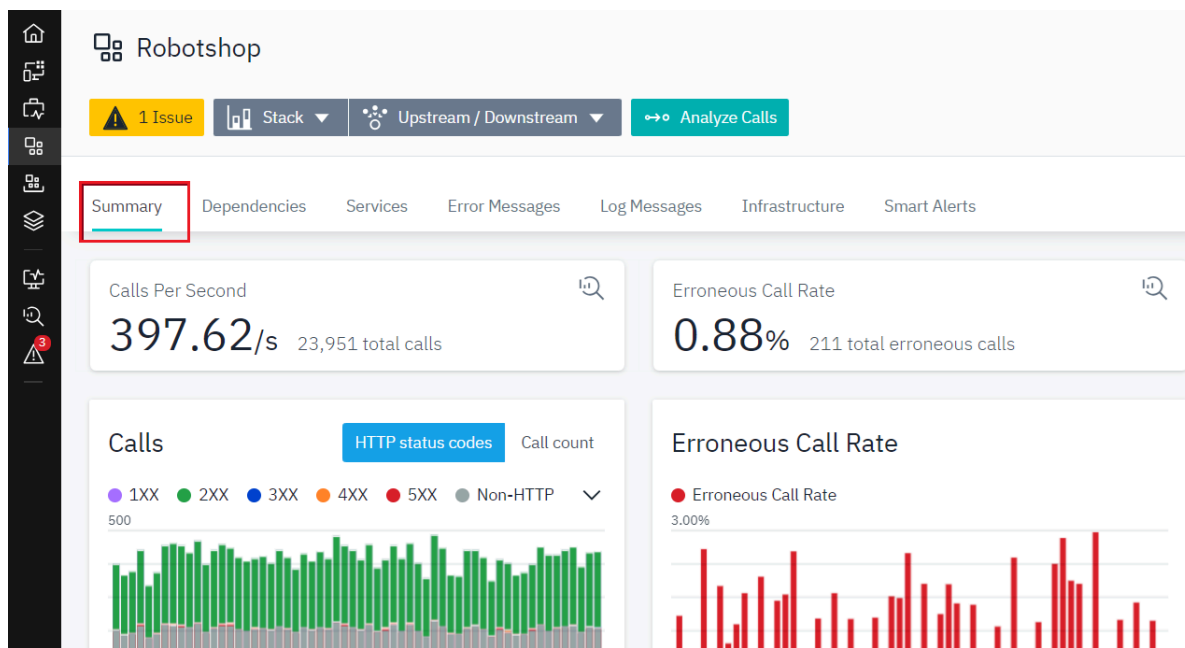 Robotshop
1 Issue Stack Upstream / Downstream Analyze Calls
Summary Dependencies Services Error Messages Log Messages Infrastructure Smart Alerts
3
Calls Per Second
397.62/s 23,951 total calls
Erroneous Call Rate
0.88% 211 total erroneous calls
Calls HTTP status codes Call count
1XX 2XX 3XX 4XX 5XX Non-HTTP
500
Erroneous Call Rate
Erroneous Call Rate
3.00%